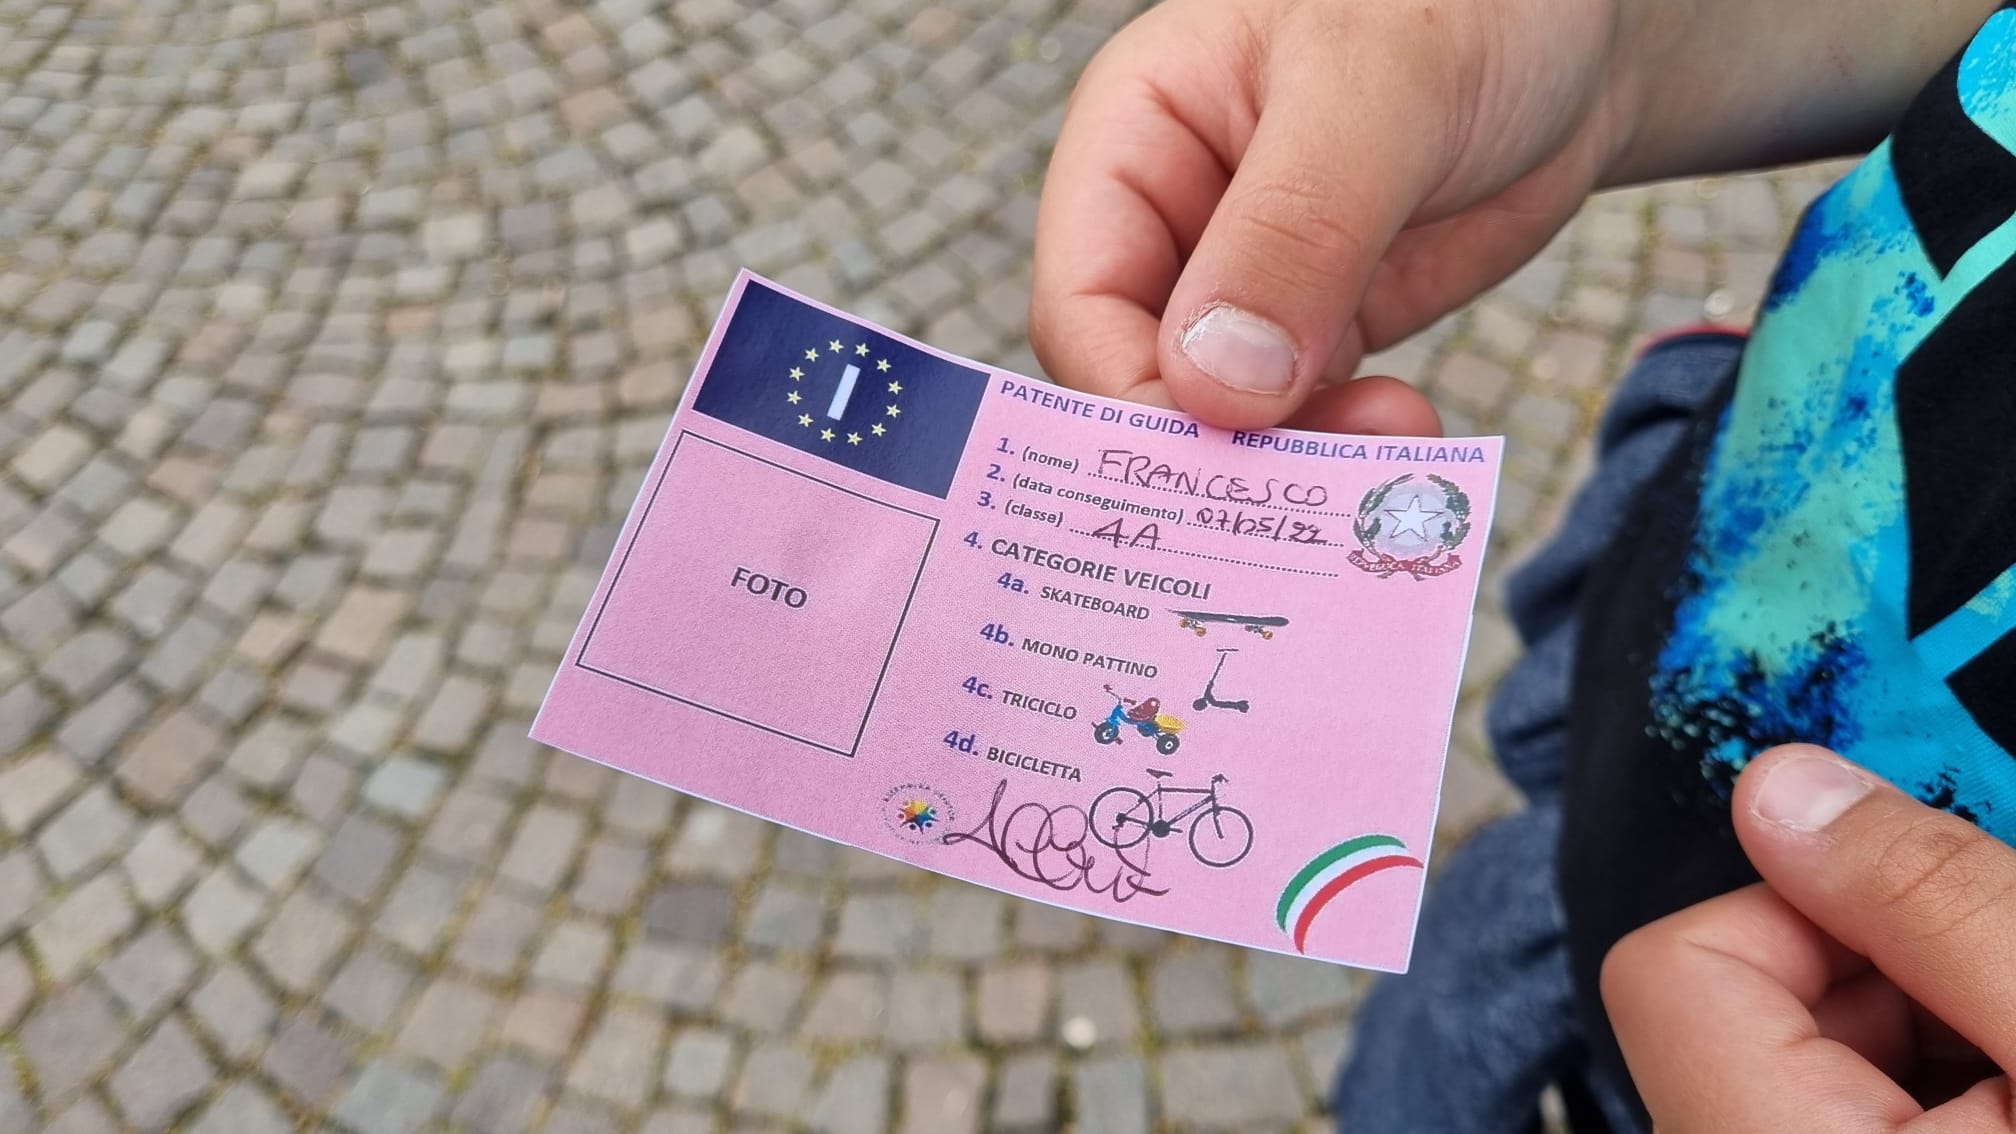 I
PATENTE DI GUIDA REPUBBLICA ITALIANA
1. (nome) FRANCESCO
2. (data conseguimento) 07/05/22
3. (classe) 4A
4. CATEGORIE VEICOLI
4a. SKATEBOARD
4b. MONO PATTINO
4c. TRICICLO
4d. BICICLETTA
FOTO
REPVBBLICA ITALIANA